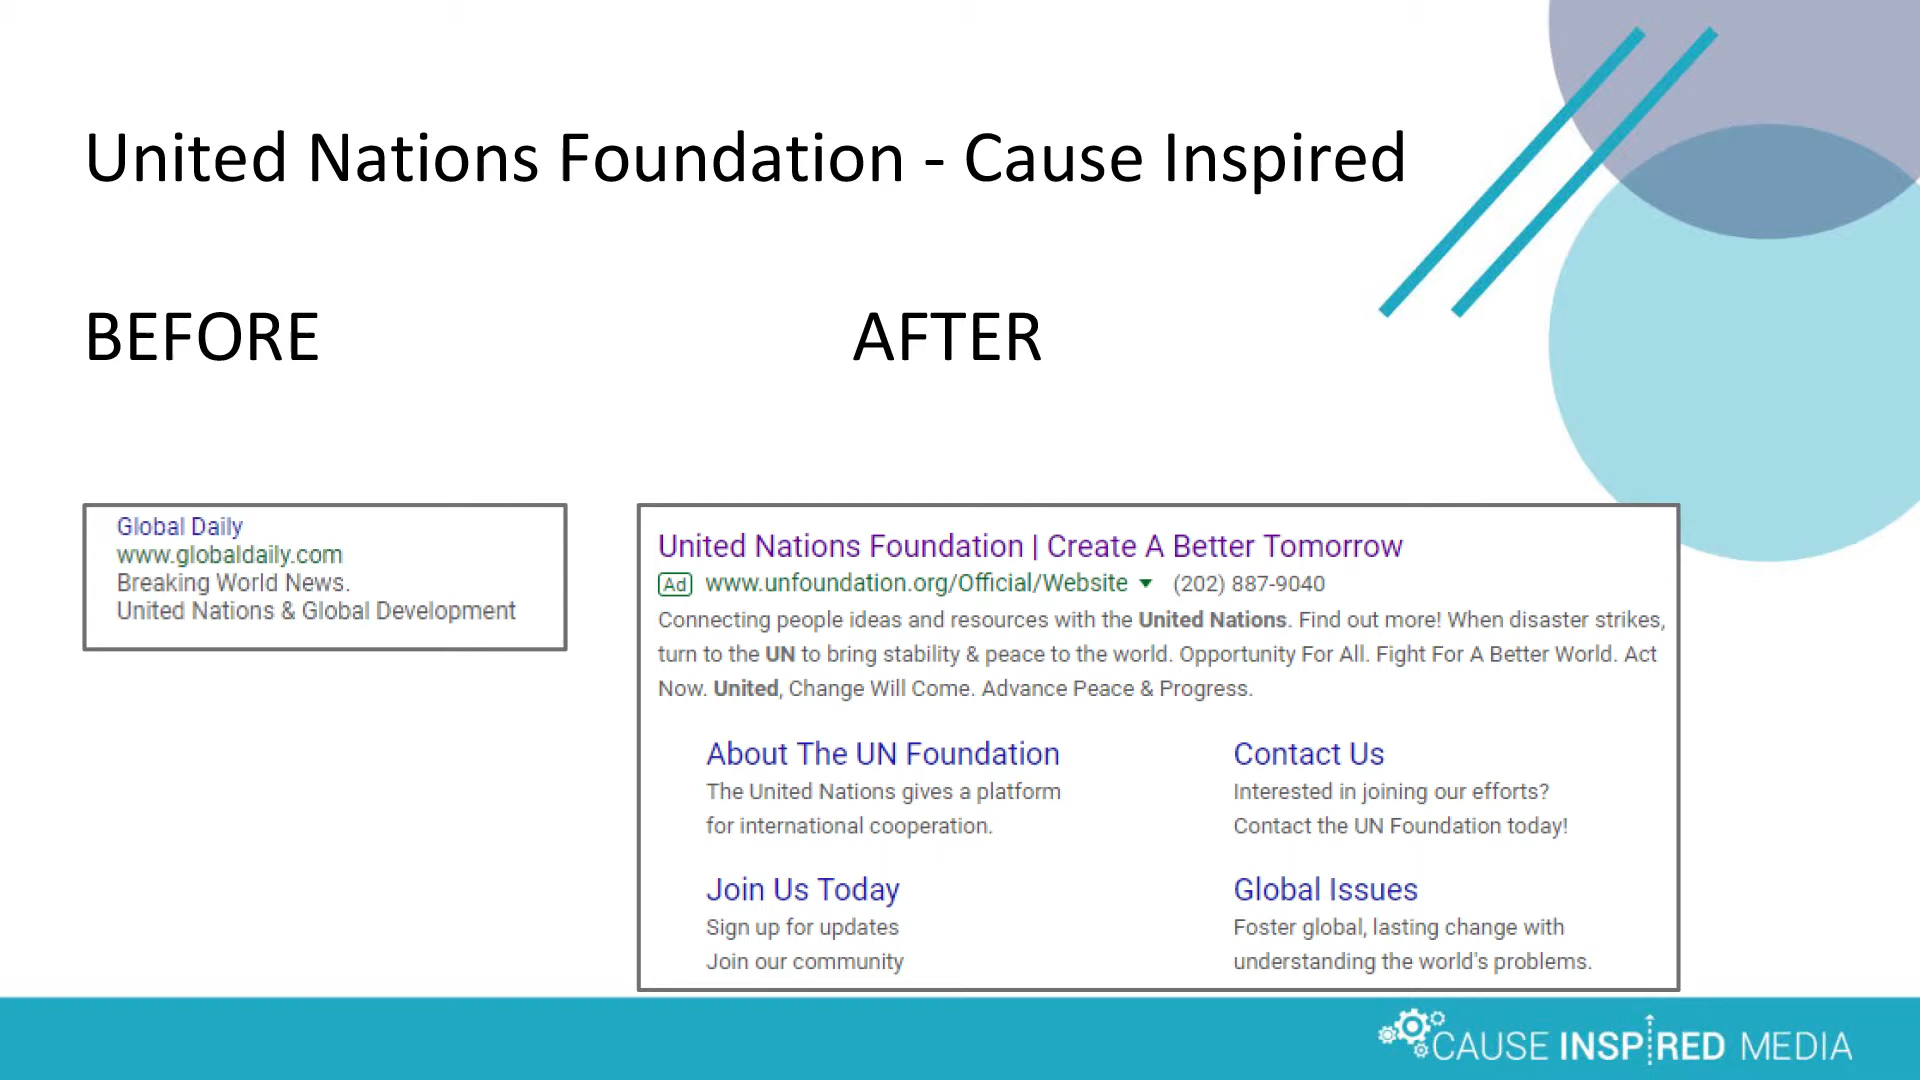 United Nations Foundation - Cause Inspired
BEFORE
AFTER
Global Daily
www.globaldaily.com
Breaking World News.
United Nations & Global Development
United Nations Foundation | Create A Better Tomorrow
Ad www.unfoundation.org/Official/Website (202) 887-9040
Connecting people ideas and resources with the United Nations. Find out more! When disaster strikes,
turn to the UN to bring stability & peace to the world. Opportunity For All. Fight For A Better World. Act
Now. United, Change Will Come. Advance Peace & Progress.
About The UN Foundation
The United Nations gives a platform
for international cooperation.
Contact Us
Interested in joining our efforts?
Contact the UN Foundation today!
Join Us Today
Sign up for updates
Join our community
Global Issues
Foster global, lasting change with
understanding the world's problems.
CAUSE INSPIRED MEDIA